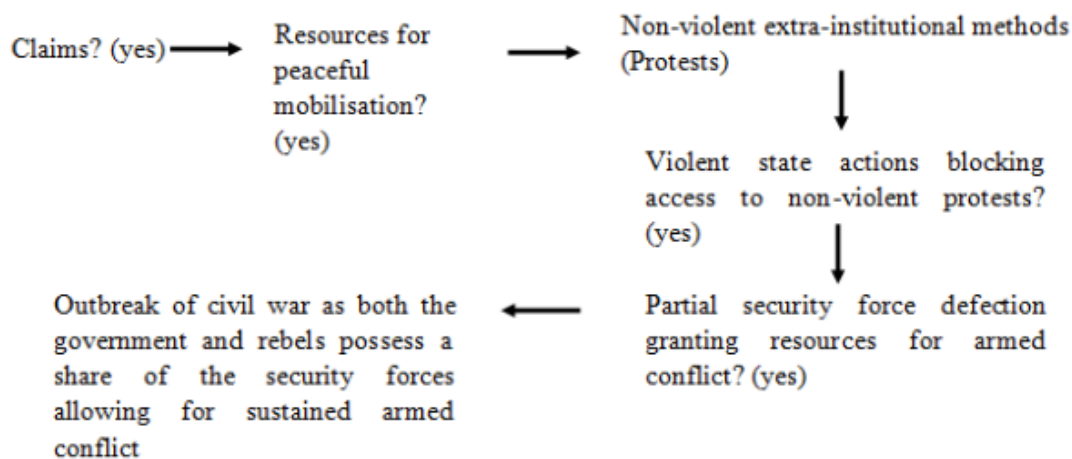 Claims? (yes)
Resources for
peaceful
mobilisation?
(yes)
Non-violent extra-institutional methods
(Protests)
Violent state actions blocking
access to non-violent protests?
(yes)
Partial security force defection
granting resources for armed
conflict? (yes)
Outbreak of civil war as both the
government and rebels possess a
share of the security forces
allowing for sustained armed
conflict